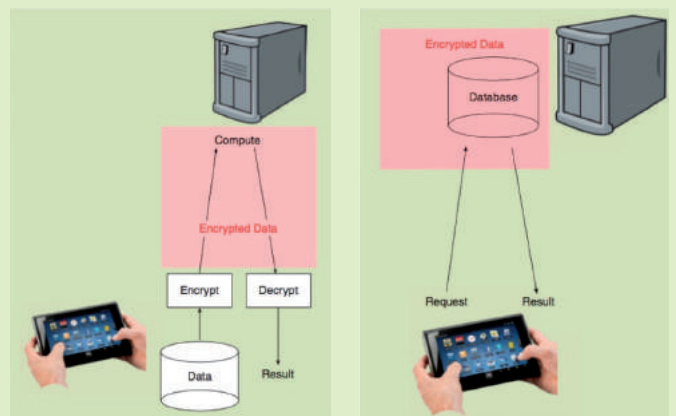 Compute
Encrypted Data
Encrypt
Decrypt
Data
Result
Encrypted Data
Database
Request
Result